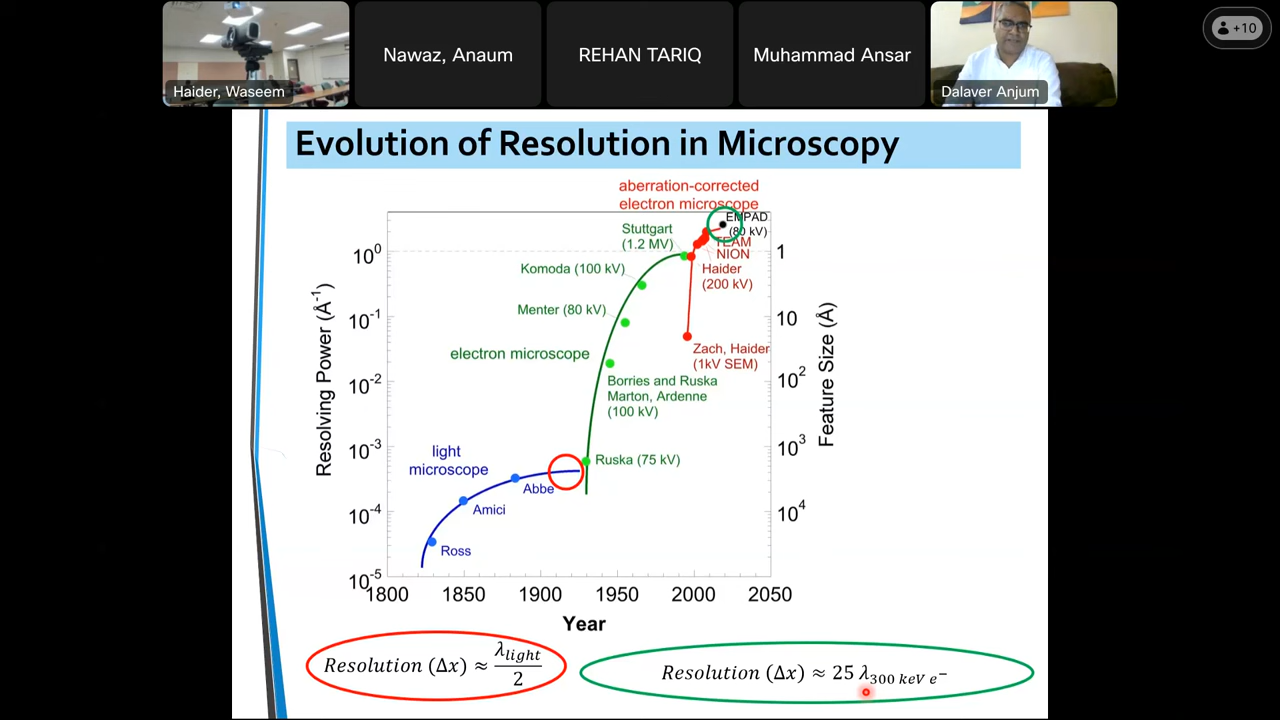 Haider, Waseem
Nawaz, Anaum
REHAN TARIQ
Muhammad Ansar
Dalaver Anjum
+10
Evolution of Resolution in Microscopy
aberration-corrected
electron microscope
EMPAD
(80 kV)
TEAM
NION
Stuttgart
(1.2 MV)
Haider
(200 kV)
Komoda (100 kV)
Menter (80 kV)
Zach, Haider
(1kV SEM)
electron microscope
Borries and Ruska
Marton, Ardenne
(100 kV)
light
microscope
Ruska (75 kV)
Abbe
Amici
Ross
Resolving Power (Å⁻¹)
10⁰
10⁻¹
10⁻²
10⁻³
10⁻⁴
10⁻⁵
1
10
10²
10³
10⁴
Feature Size (Å)
1800 1850 1900 1950 2000 2050
Year
Resolution (Δx) ≈ λ_light / 2
Resolution (Δx) ≈ 25 λ_300 keV e⁻